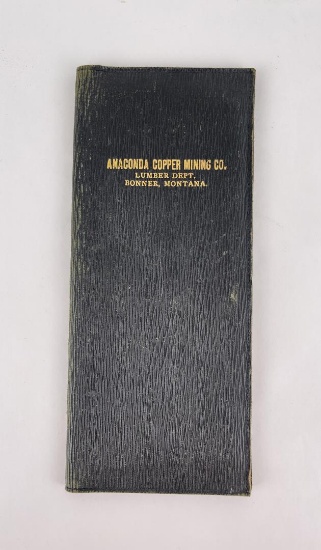 ANACONDA COPPER MINING CO.
LUMBER DEPT.
BONNER, MONTANA.